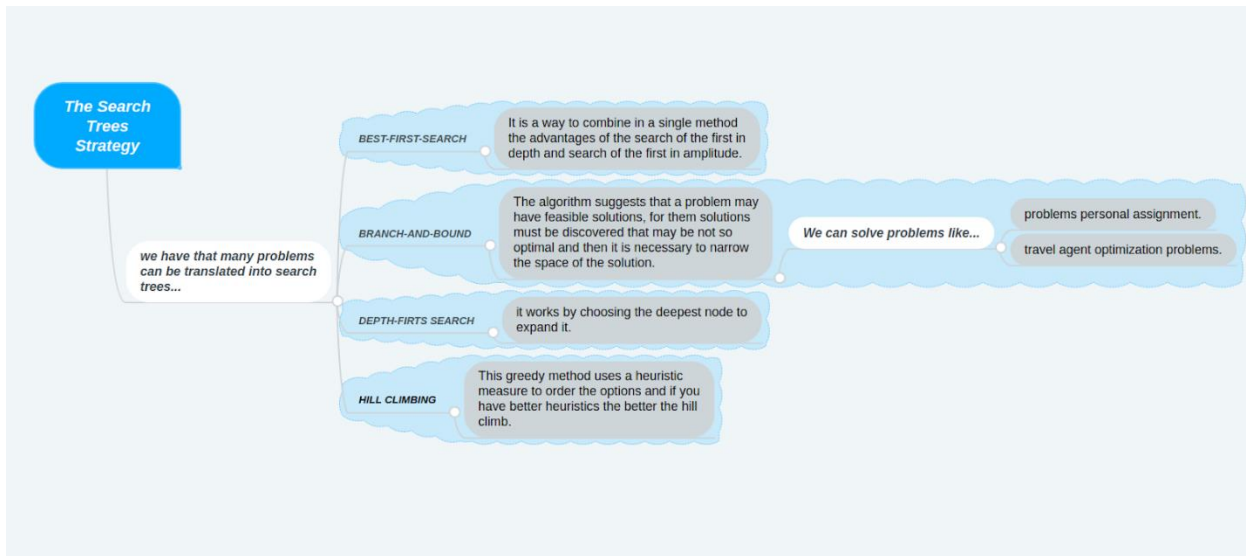 The Search
Trees
Strategy
we have that many problems
can be translated into search
trees...
BEST-FIRST-SEARCH
It is a way to combine in a single method
the advantages of the search of the first in
depth and search of the first in amplitude.
BRANCH-AND-BOUND
The algorithm suggests that a problem may
have feasible solutions, for them solutions
must be discovered that may be not so
optimal and then it is necessary to narrow
the space of the solution.
We can solve problems like...
problems personal assignment.
travel agent optimization problems.
DEPTH-FIRTS SEARCH
it works by choosing the deepest node to
expand it.
HILL CLIMBING
This greedy method uses a heuristic
measure to order the options and if you
have better heuristics the better the hill
climb.